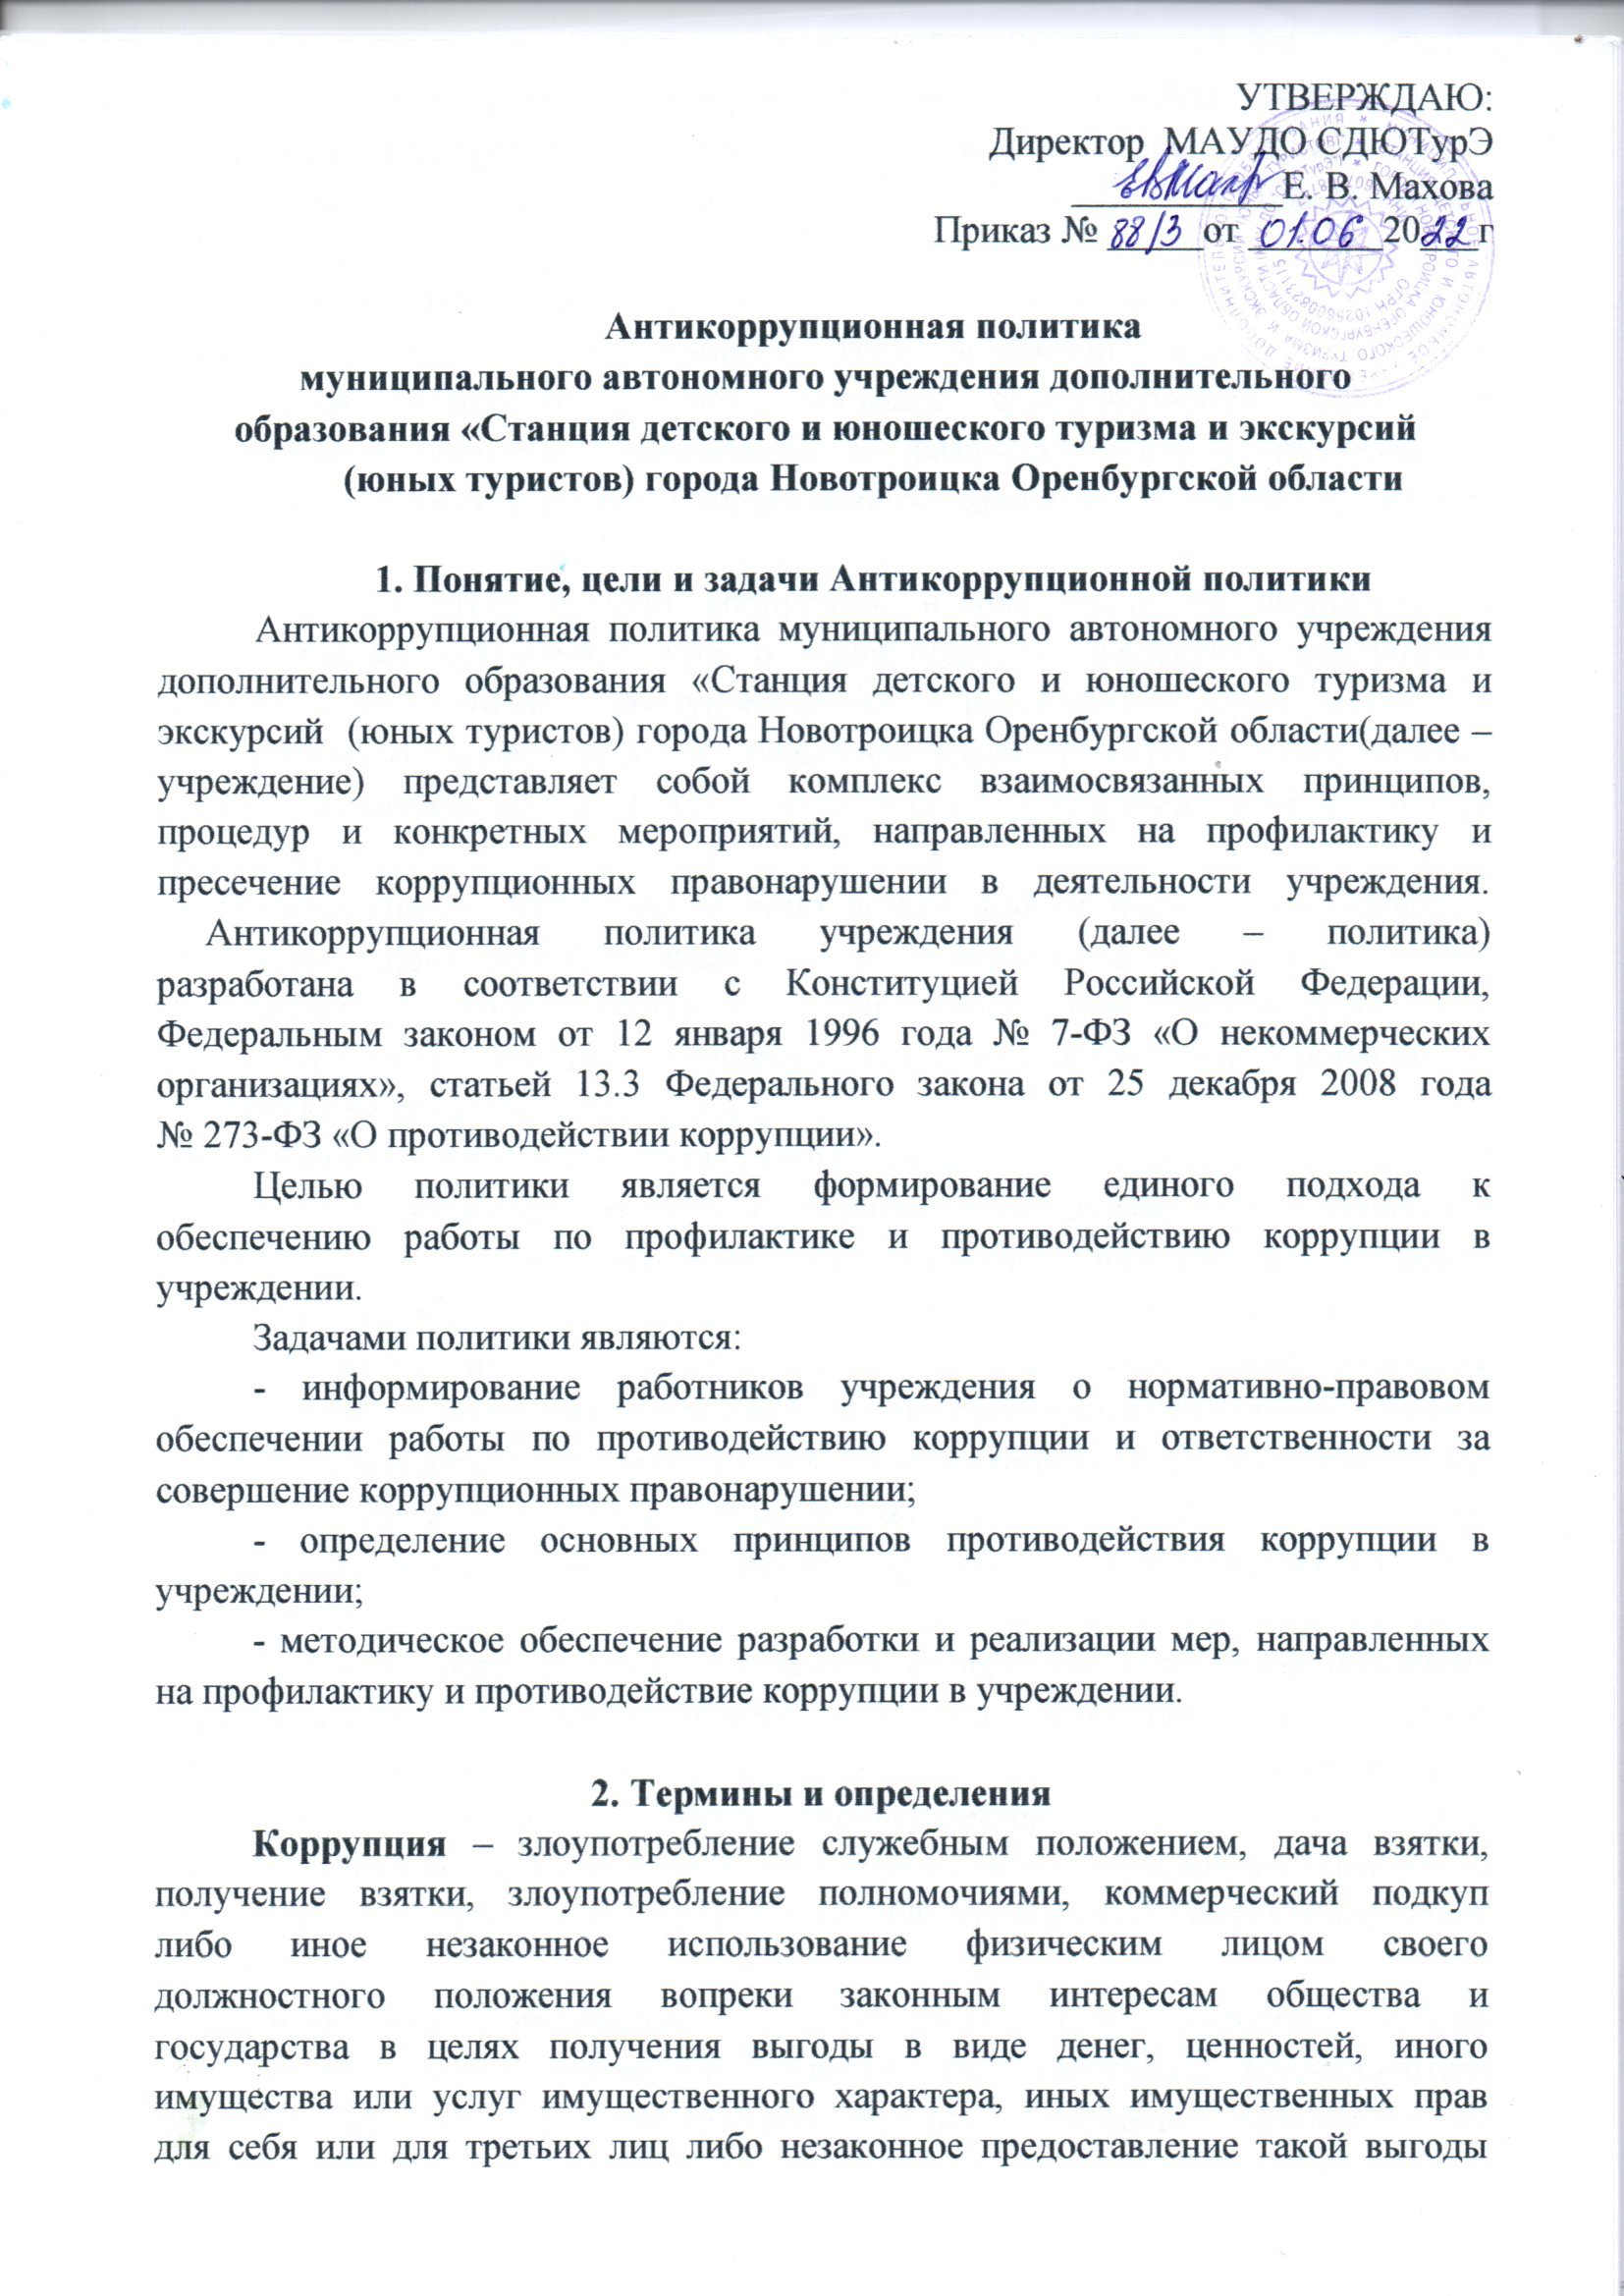 УТВЕРЖДАЮ:
Директор МАУДО СДЮТурЭ
Е. В. Махова
Приказ № 88/3 от 01.06 2022г
Антикоррупционная политика
муниципального автономного учреждения дополнительного
образования «Станция детского и юношеского туризма и экскурсий
(юных туристов) города Новотроицка Оренбургской области
1. Понятие, цели и задачи Антикоррупционной политики
Антикоррупционная политика муниципального автономного учреждения
дополнительного образования «Станция детского и юношеского туризма и
экскурсий (юных туристов) города Новотроицка Оренбургской области(далее –
учреждение) представляет собой комплекс взаимосвязанных принципов,
процедур и конкретных мероприятий, направленных на профилактику и
пресечение коррупционных правонарушении в деятельности учреждения.
Антикоррупционная политика учреждения (далее – политика)
разработана в соответствии с Конституцией Российской Федерации,
Федеральным законом от 12 января 1996 года № 7-ФЗ «О некоммерческих
организациях», статьей 13.3 Федерального закона от 25 декабря 2008 года
№ 273-ФЗ «О противодействии коррупции».
Целью политики является формирование единого подхода к
обеспечению работы по профилактике и противодействию коррупции в
учреждении.
Задачами политики являются:
- информирование работников учреждения о нормативно-правовом
обеспечении работы по противодействию коррупции и ответственности за
совершение коррупционных правонарушении;
- определение основных принципов противодействия коррупции в
учреждении;
- методическое обеспечение разработки и реализации мер, направленных
на профилактику и противодействие коррупции в учреждении.
2. Термины и определения
Коррупция – злоупотребление служебным положением, дача взятки,
получение взятки, злоупотребление полномочиями, коммерческий подкуп
либо иное незаконное использование физическим лицом своего
должностного положения вопреки законным интересам общества и
государства в целях получения выгоды в виде денег, ценностей, иного
имущества или услуг имущественного характера, иных имущественных прав
для себя или для третьих лиц либо незаконное предоставление такой выгоды